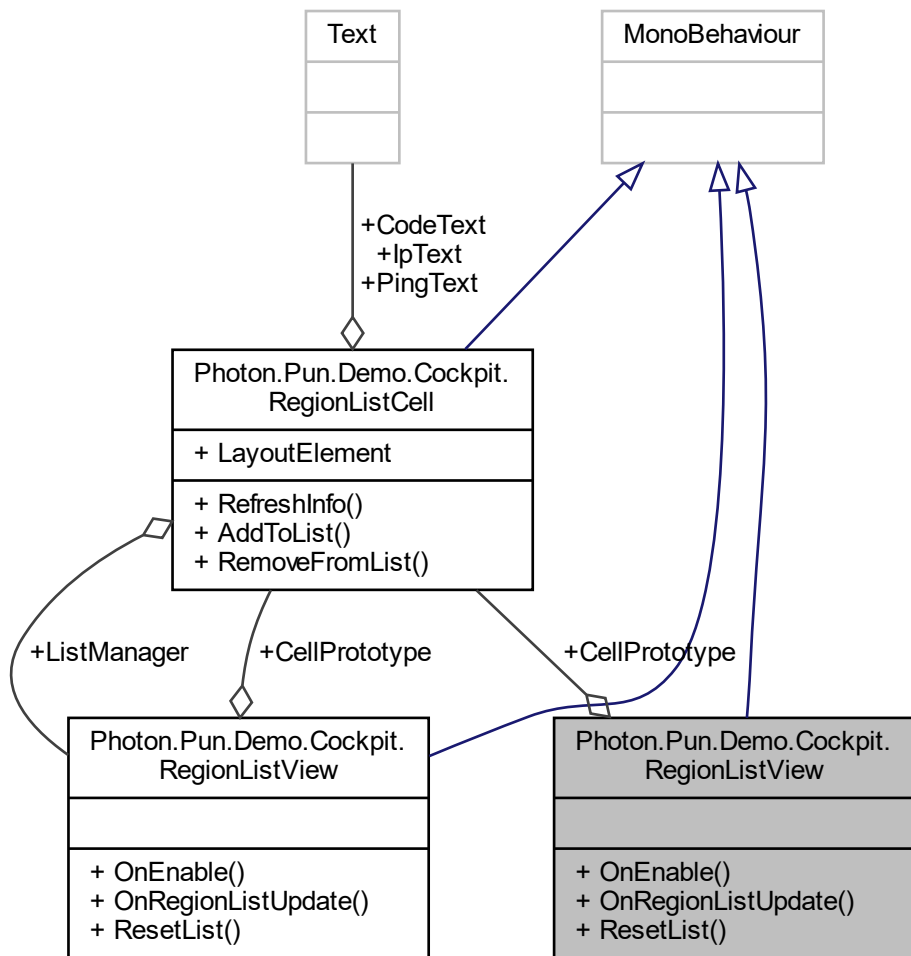 Text
MonoBehaviour
+CodeText
+IpText
+PingText
Photon.Pun.Demo.Cockpit.
RegionListCell
+ LayoutElement
+ RefreshInfo()
+ AddToList()
+ RemoveFromList()
+ListManager
+CellPrototype
+CellPrototype
Photon.Pun.Demo.Cockpit.
RegionListView
+ OnEnable()
+ OnRegionListUpdate()
+ ResetList()
Photon.Pun.Demo.Cockpit.
RegionListView
+ OnEnable()
+ OnRegionListUpdate()
+ ResetList()